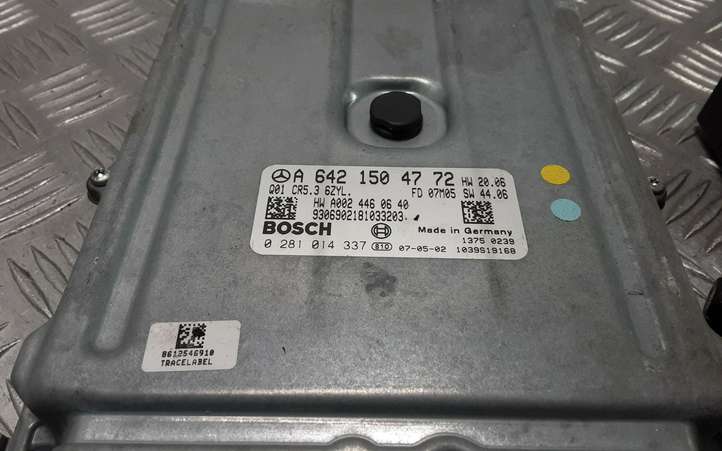 A 642 150 47 72 HW 20.06
Q01 CR5.3 6ZYL. FD 07M05 SW 44.06
HW A002 446 06 40
9306902181033203
BOSCH Made in Germany
1375 0239
0 281 014 337 610 07-05-02 1039S19168
8612546910
TRACELABEL